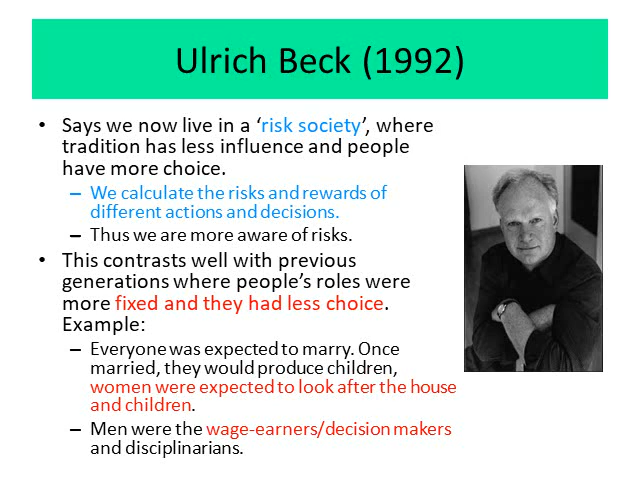 Ulrich Beck (1992)
• Says we now live in a ‘risk society’, where
tradition has less influence and people
have more choice.
– We calculate the risks and rewards of
different actions and decisions.
– Thus we are more aware of risks.
• This contrasts well with previous
generations where people’s roles were
more fixed and they had less choice.
Example:
– Everyone was expected to marry. Once
married, they would produce children,
women were expected to look after the house
and children.
– Men were the wage-earners/decision makers
and disciplinarians.